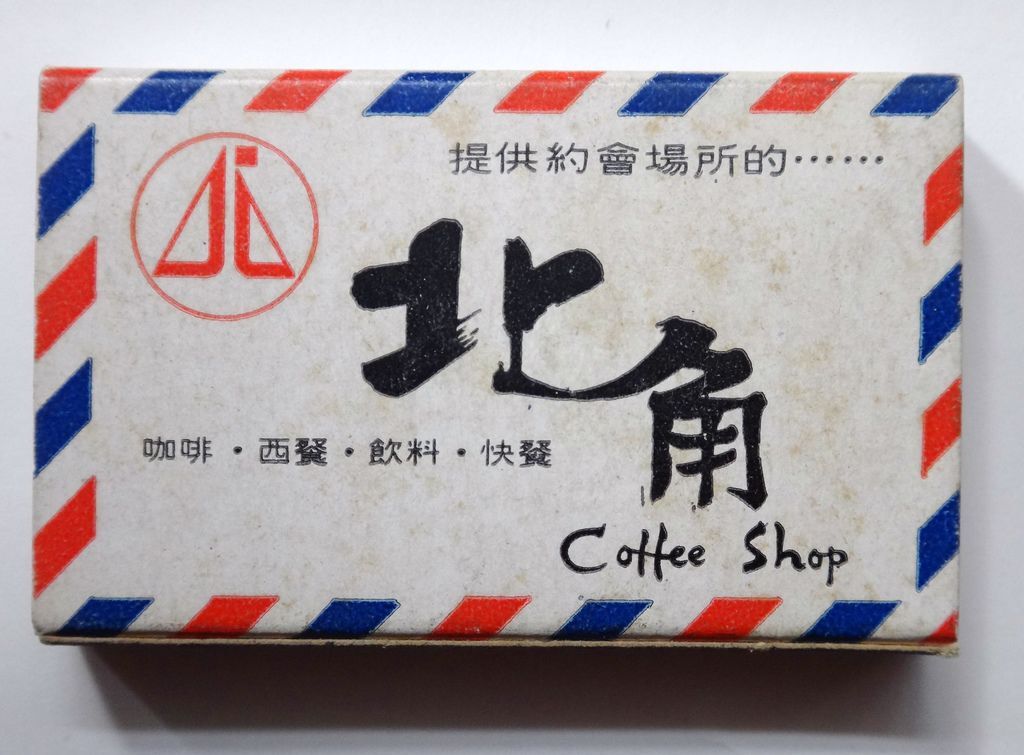 提供約會場所的……
北角
咖啡・西餐・飲料・快餐
Coffee Shop